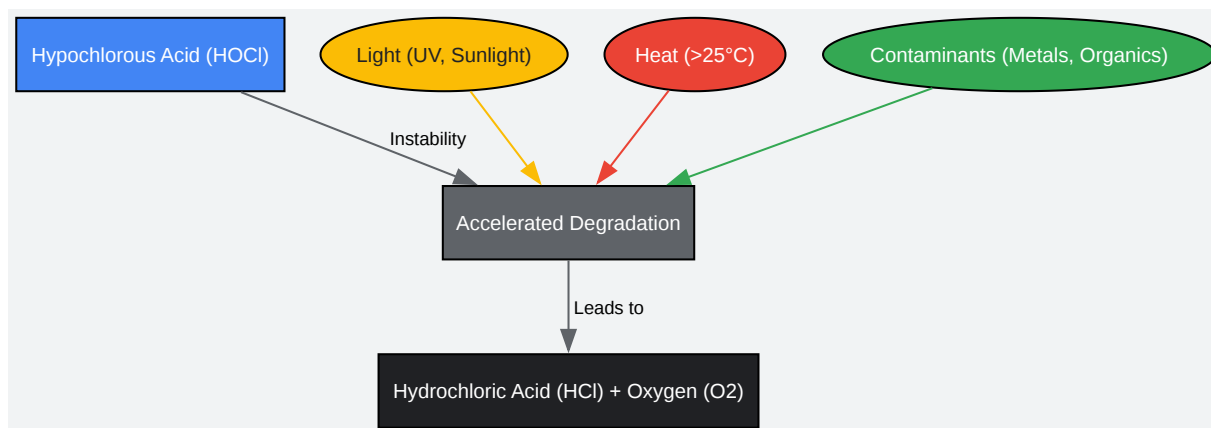 Hypochlorous Acid (HOCl)
Light (UV, Sunlight)
Heat (>25°C)
Contaminants (Metals, Organics)
Instability
Accelerated Degradation
Leads to
Hydrochloric Acid (HCl) + Oxygen (O2)